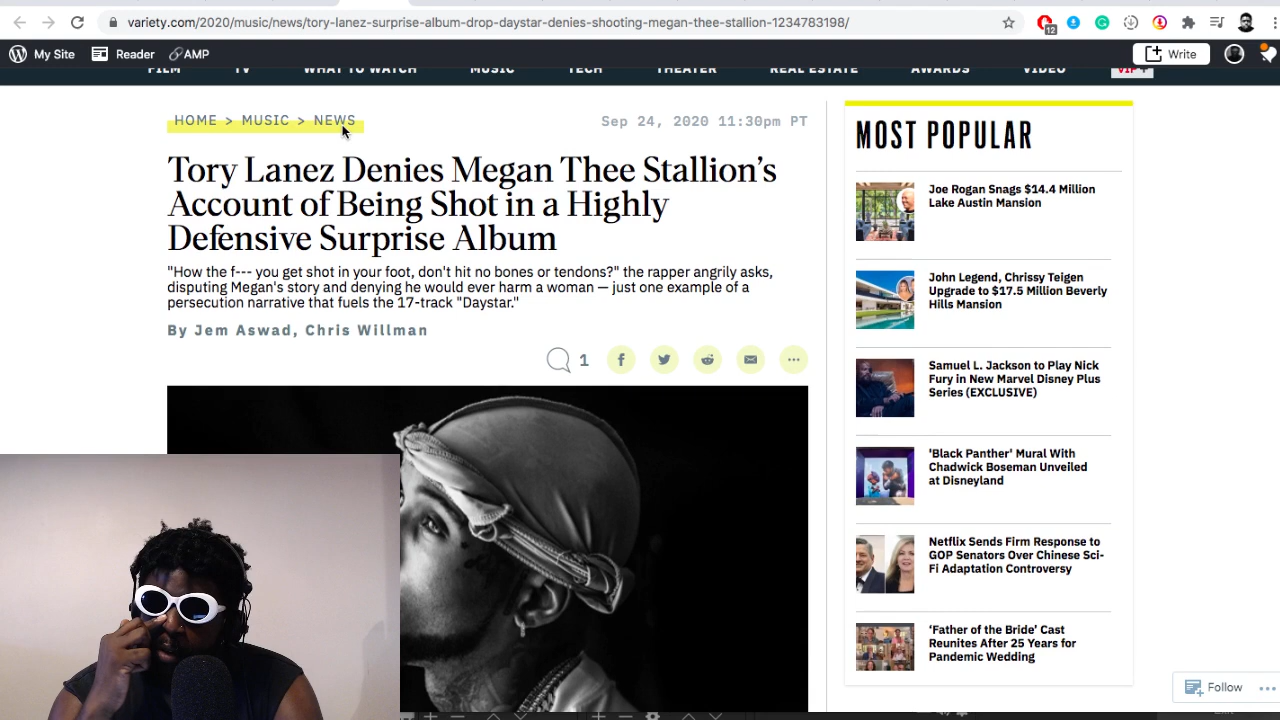 variety.com/2020/music/news/tory-lanez-surprise-album-drop-daystar-denies-shooting-megan-thee-stallion-1234783198/
12
My Site
Reader
AMP
Write
FILM
TV
WHAT TO WATCH
MUSIC
TECH
THEATER
REAL ESTATE
AWARDS
VIDEO
VIP+
HOME > MUSIC > NEWS
Sep 24, 2020 11:30pm PT
Tory Lanez Denies Megan Thee Stallion’s
Account of Being Shot in a Highly
Defensive Surprise Album
"How the f--- you get shot in your foot, don't hit no bones or tendons?" the rapper angrily asks,
disputing Megan's story and denying he would ever harm a woman — just one example of a
persecution narrative that fuels the 17-track "Daystar."
By Jem Aswad, Chris Willman
1
MOST POPULAR
Joe Rogan Snags $14.4 Million
Lake Austin Mansion
John Legend, Chrissy Teigen
Upgrade to $17.5 Million Beverly
Hills Mansion
Samuel L. Jackson to Play Nick
Fury in New Marvel Disney Plus
Series (EXCLUSIVE)
'Black Panther' Mural With
Chadwick Boseman Unveiled
at Disneyland
Netflix Sends Firm Response to
GOP Senators Over Chinese Sci-
Fi Adaptation Controversy
‘Father of the Bride’ Cast
Reunites After 25 Years for
Pandemic Wedding
Follow